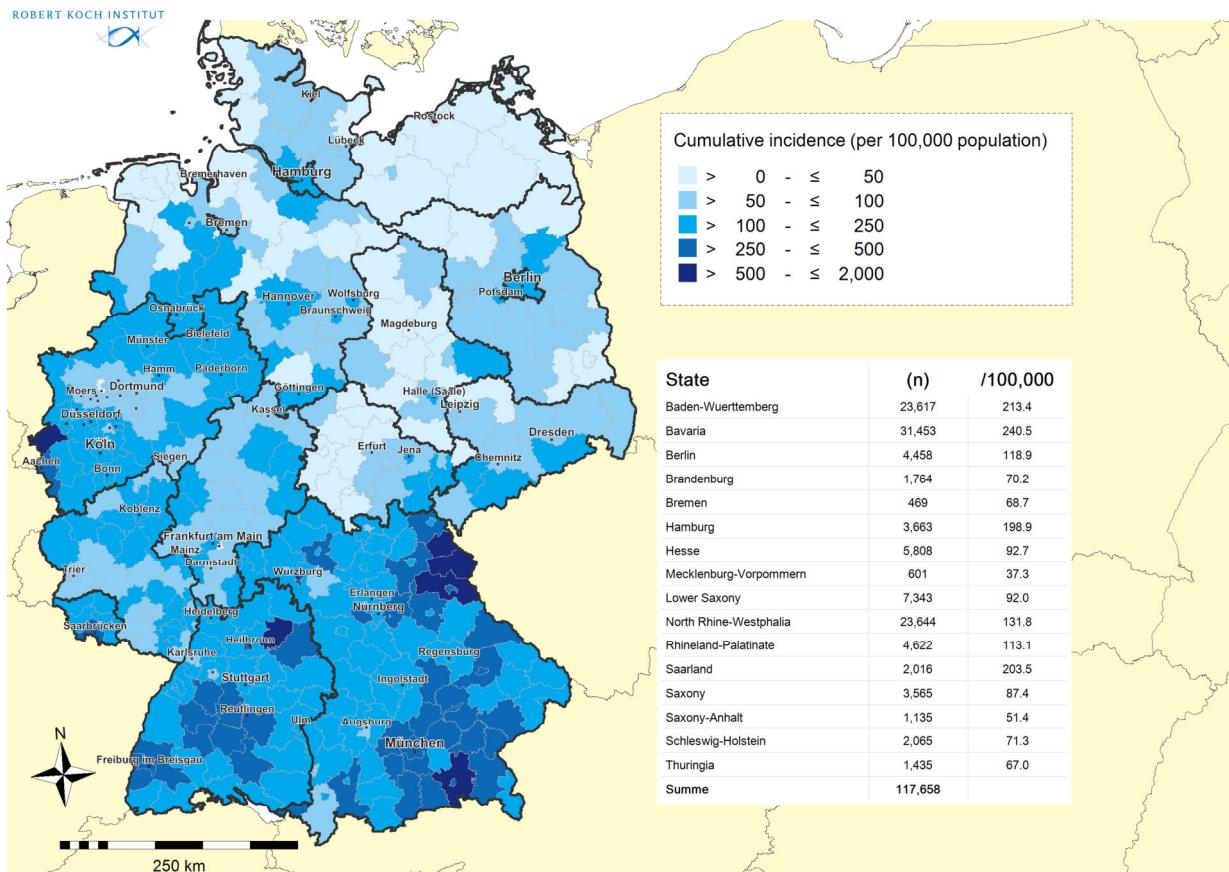 ROBERT KOCH INSTITUT
Kiel
Rostock
Lübeck
Hamburg
Bremerhaven
Bremen
Berlin
Potsdam
Hannover
Wolfsburg
Braunschweig
Magdeburg
Osnabrück
Bielefeld
Münster
Hamm
Paderborn
Göttingen
Moers
Dortmund
Halle (Saale)
Leipzig
Kassel
Düsseldorf
Dresden
Köln
Erfurt
Jena
Chemnitz
Aachen
Siegen
Bonn
Koblenz
Frankfurt am Main
Mainz
Darmstadt
Trier
Würzburg
Erlangen
Nürnberg
Heidelberg
Saarbrücken
Heilbronn
Karlsruhe
Regensburg
Stuttgart
Ingolstadt
Reutlingen
Ulm
Augsburg
München
Freiburg im Breisgau
N
250 km
Cumulative incidence (per 100,000 population)
> 0 - ≤ 50
> 50 - ≤ 100
> 100 - ≤ 250
> 250 - ≤ 500
> 500 - ≤ 2,000
State (n) /100,000
Baden-Wuerttemberg 23,617 213.4
Bavaria 31,453 240.5
Berlin 4,458 118.9
Brandenburg 1,764 70.2
Bremen 469 68.7
Hamburg 3,663 198.9
Hesse 5,808 92.7
Mecklenburg-Vorpommern 601 37.3
Lower Saxony 7,343 92.0
North Rhine-Westphalia 23,644 131.8
Rhineland-Palatinate 4,622 113.1
Saarland 2,016 203.5
Saxony 3,565 87.4
Saxony-Anhalt 1,135 51.4
Schleswig-Holstein 2,065 71.3
Thuringia 1,435 67.0
Summe 117,658